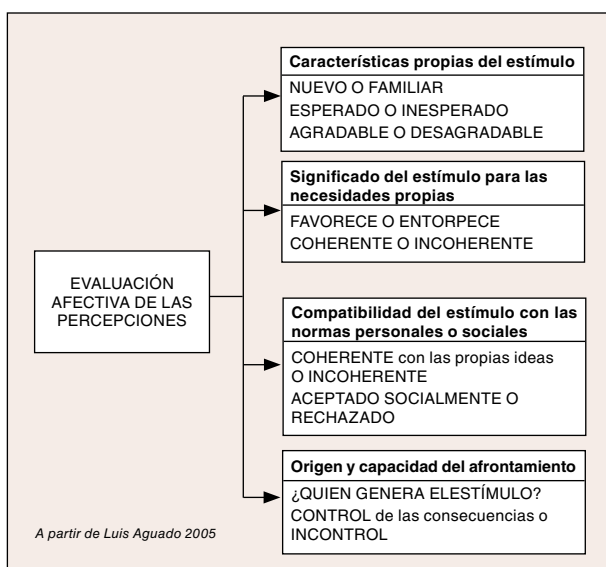 Características propias del estímulo
NUEVO O FAMILIAR
ESPERADO O INESPERADO
AGRADABLE O DESAGRADABLE
Significado del estímulo para las
necesidades propias
FAVORECE O ENTORPECE
COHERENTE O INCOHERENTE
EVALUACIÓN
AFECTIVA DE LAS
PERCEPCIONES
Compatibilidad del estímulo con las
normas personales o sociales
COHERENTE con las propias ideas
O INCOHERENTE
ACEPTADO SOCIALMENTE O
RECHAZADO
Origen y capacidad del afrontamiento
¿QUIEN GENERA ELESTÍMULO?
CONTROL de las consecuencias o
INCONTROL
A partir de Luis Aguado 2005